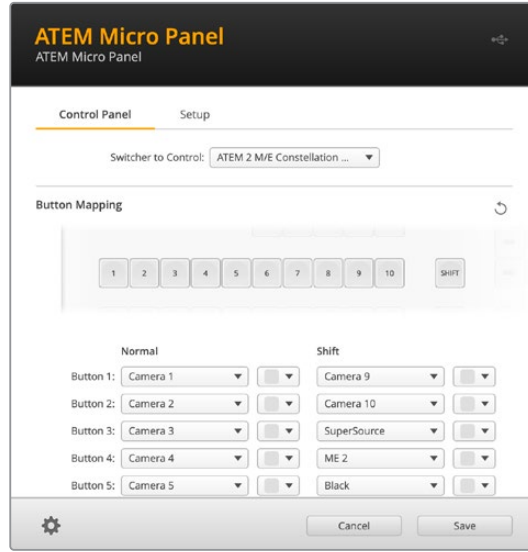 ATEM Micro Panel
ATEM Micro Panel
Control Panel Setup
Switcher to Control: ATEM 2 M/E Constellation ...
Button Mapping
1 2 3 4 5 6 7 8 9 10 SHIFT
Normal Shift
Button 1: Camera 1 Camera 9
Button 2: Camera 2 Camera 10
Button 3: Camera 3 SuperSource
Button 4: Camera 4 ME 2
Button 5: Camera 5 Black
Cancel Save